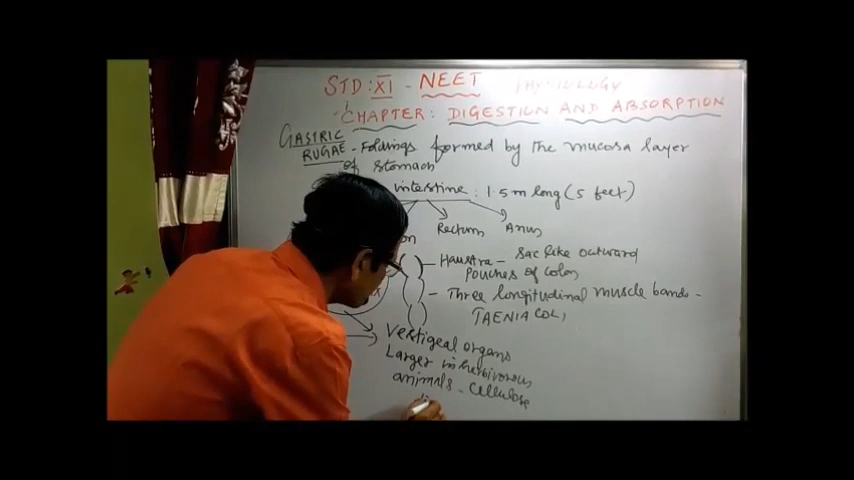 STD: XI - NEET PHYSIOLOGY
CHAPTER: DIGESTION AND ABSORPTION
GASTRIC
RUGAE - Foldings formed by the mucosa layer
of stomach
intestine : 1.5 m long (5 feet)
Rectum Anus
on
Haustra - Sac like outward
Pouches of colon
Three longitudinal muscle bands -
TAENIA COLI
Vestigeal organs
Larger in herbivorous
animals - Cellulose
di